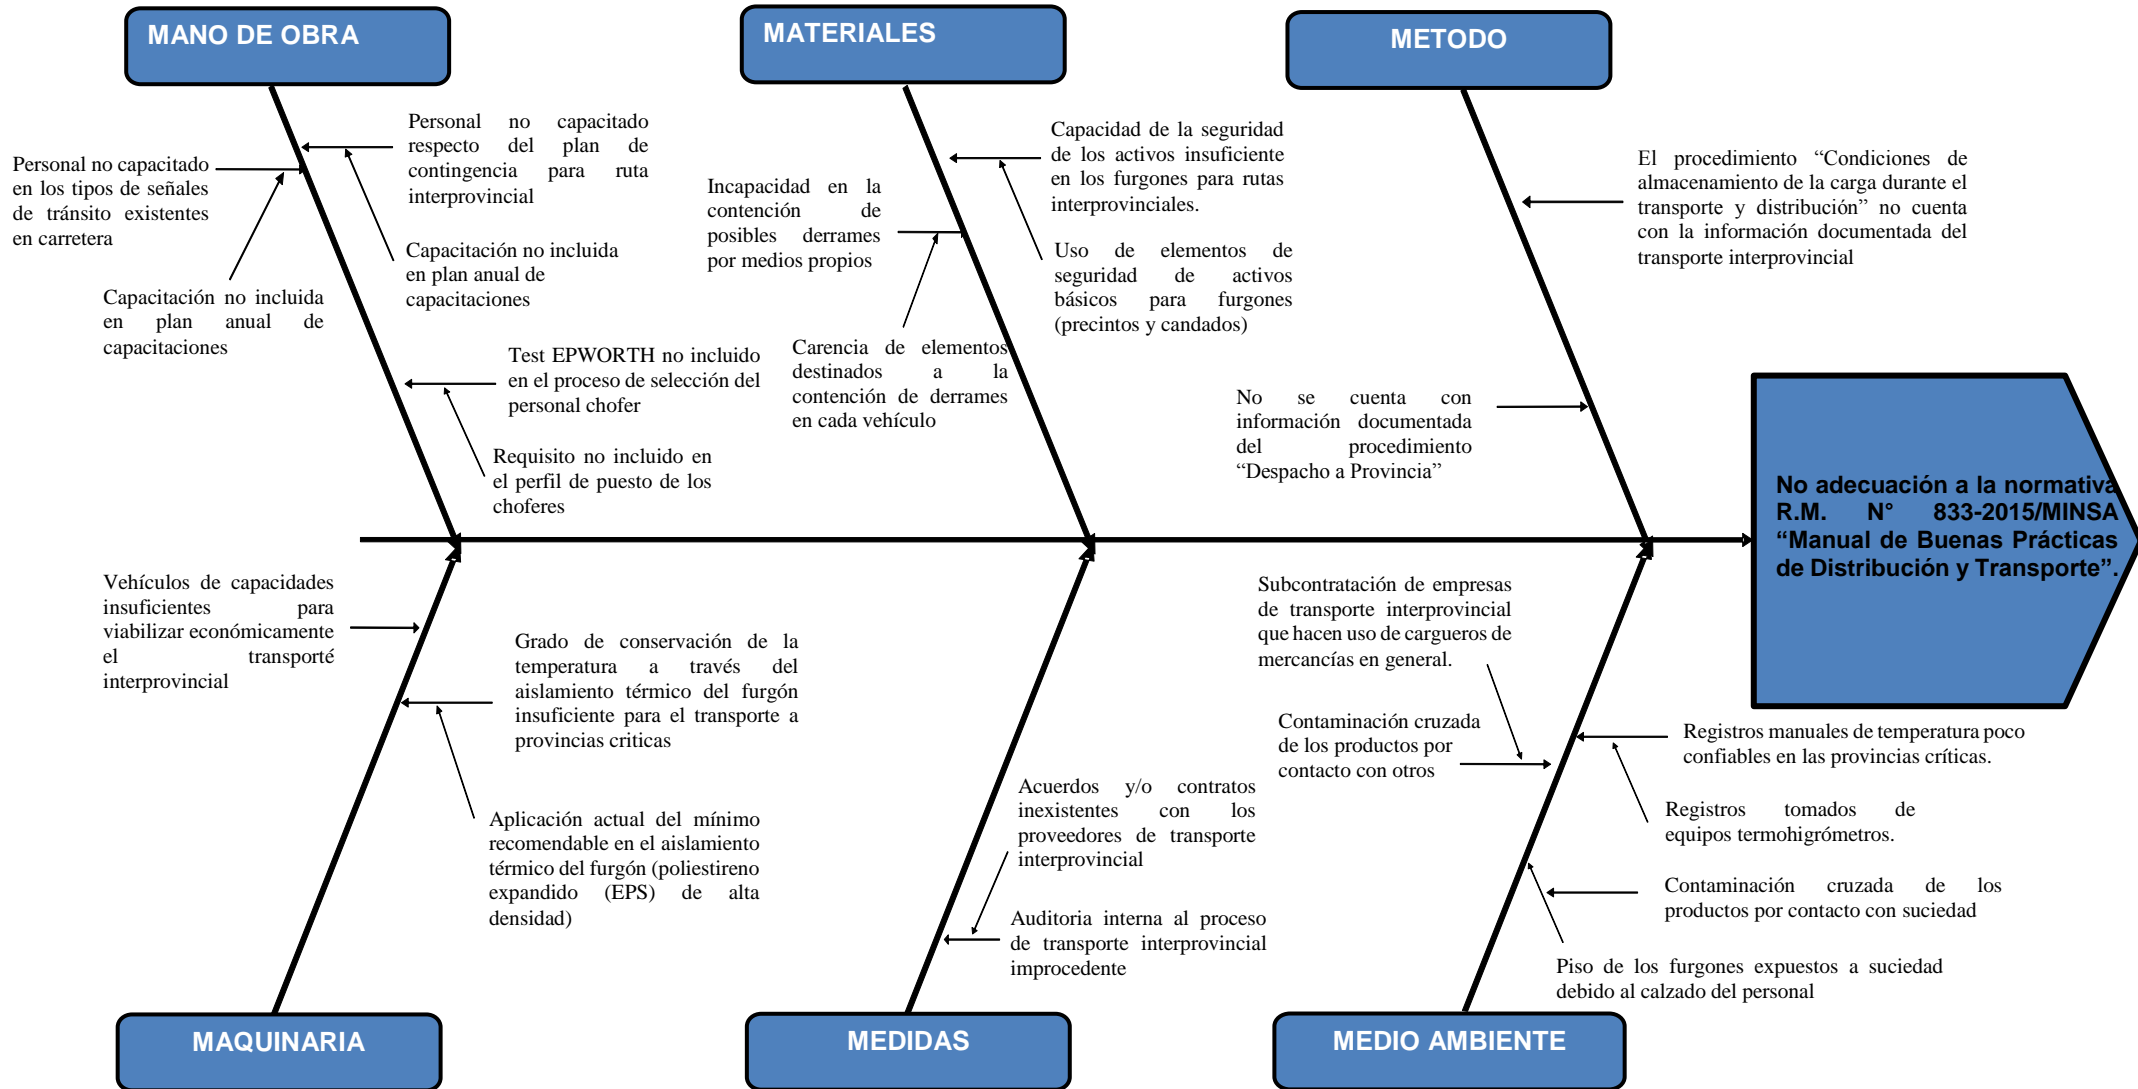 MANO DE OBRA
MATERIALES
METODO
Personal no capacitado
en los tipos de señales
de tránsito existentes
en carretera
Capacitación no incluida
en plan anual de
capacitaciones
Personal no capacitado
respecto del plan de
contingencia para ruta
interprovincial
Capacitación no incluida
en plan anual de
capacitaciones
Test EPWORTH no incluido
en el proceso de selección del
personal chofer
Requisito no incluido en
el perfil de puesto de los
choferes
Incapacidad en la
contención de
posibles derrames
por medios propios
Carencia de elementos
destinados a la
contención de derrames
en cada vehículo
Capacidad de la seguridad
de los activos insuficiente
en los furgones para rutas
interprovinciales.
Uso de elementos de
seguridad de activos
básicos para furgones
(precintos y candados)
El procedimiento “Condiciones de
almacenamiento de la carga durante el
transporte y distribución” no cuenta
con la información documentada del
transporte interprovincial
No se cuenta con
información documentada
del procedimiento
“Despacho a Provincia”
No adecuación a la normativa
R.M. N° 833-2015/MINSA
“Manual de Buenas Prácticas
de Distribución y Transporte”.
Vehículos de capacidades
insuficientes para
viabilizar económicamente
el transporté
interprovincial
Grado de conservación de la
temperatura a través del
aislamiento térmico del furgón
insuficiente para el transporte a
provincias criticas
Aplicación actual del mínimo
recomendable en el aislamiento
térmico del furgón (poliestireno
expandido (EPS) de alta
densidad)
Acuerdos y/o contratos
inexistentes con los
proveedores de transporte
interprovincial
Auditoria interna al proceso
de transporte interprovincial
improcedente
Subcontratación de empresas
de transporte interprovincial
que hacen uso de cargueros de
mercancías en general.
Contaminación cruzada
de los productos por
contacto con otros
Registros manuales de temperatura poco
confiables en las provincias críticas.
Registros tomados de
equipos termohigrómetros.
Contaminación cruzada de los
productos por contacto con suciedad
Piso de los furgones expuestos a suciedad
debido al calzado del personal
MAQUINARIA
MEDIDAS
MEDIO AMBIENTE